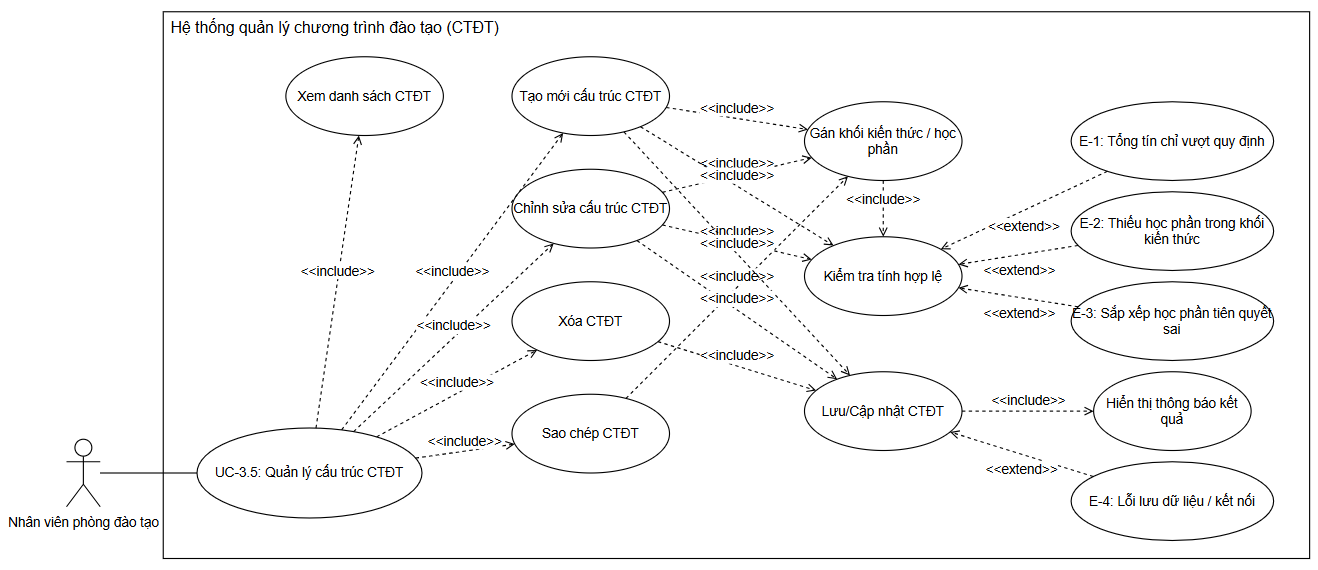 Hệ thống quản lý chương trình đào tạo (CTĐT)
Xem danh sách CTĐT
Tạo mới cấu trúc CTĐT
<<include>>
Gán khối kiến thức / học
phần
E-1: Tổng tín chỉ vượt quy định
<<include>>
<<include>>
Chỉnh sửa cấu trúc CTĐT
<<include>>
<<extend>>
E-2: Thiếu học phần trong khối
kiến thức
<<include>>
<<include>>
<<include>>
<<include>>
<<include>>
<<include>>
Kiểm tra tính hợp lệ
<<extend>>
<<extend>>
E-3: Sắp xếp học phần tiên quyết
sai
Xóa CTĐT
<<include>>
<<include>>
<<include>>
Lưu/Cập nhật CTĐT
<<include>>
Hiển thị thông báo kết
quả
Sao chép CTĐT
<<include>>
UC-3.5: Quản lý cấu trúc CTĐT
<<extend>>
E-4: Lỗi lưu dữ liệu / kết nối
Nhân viên phòng đào tạo